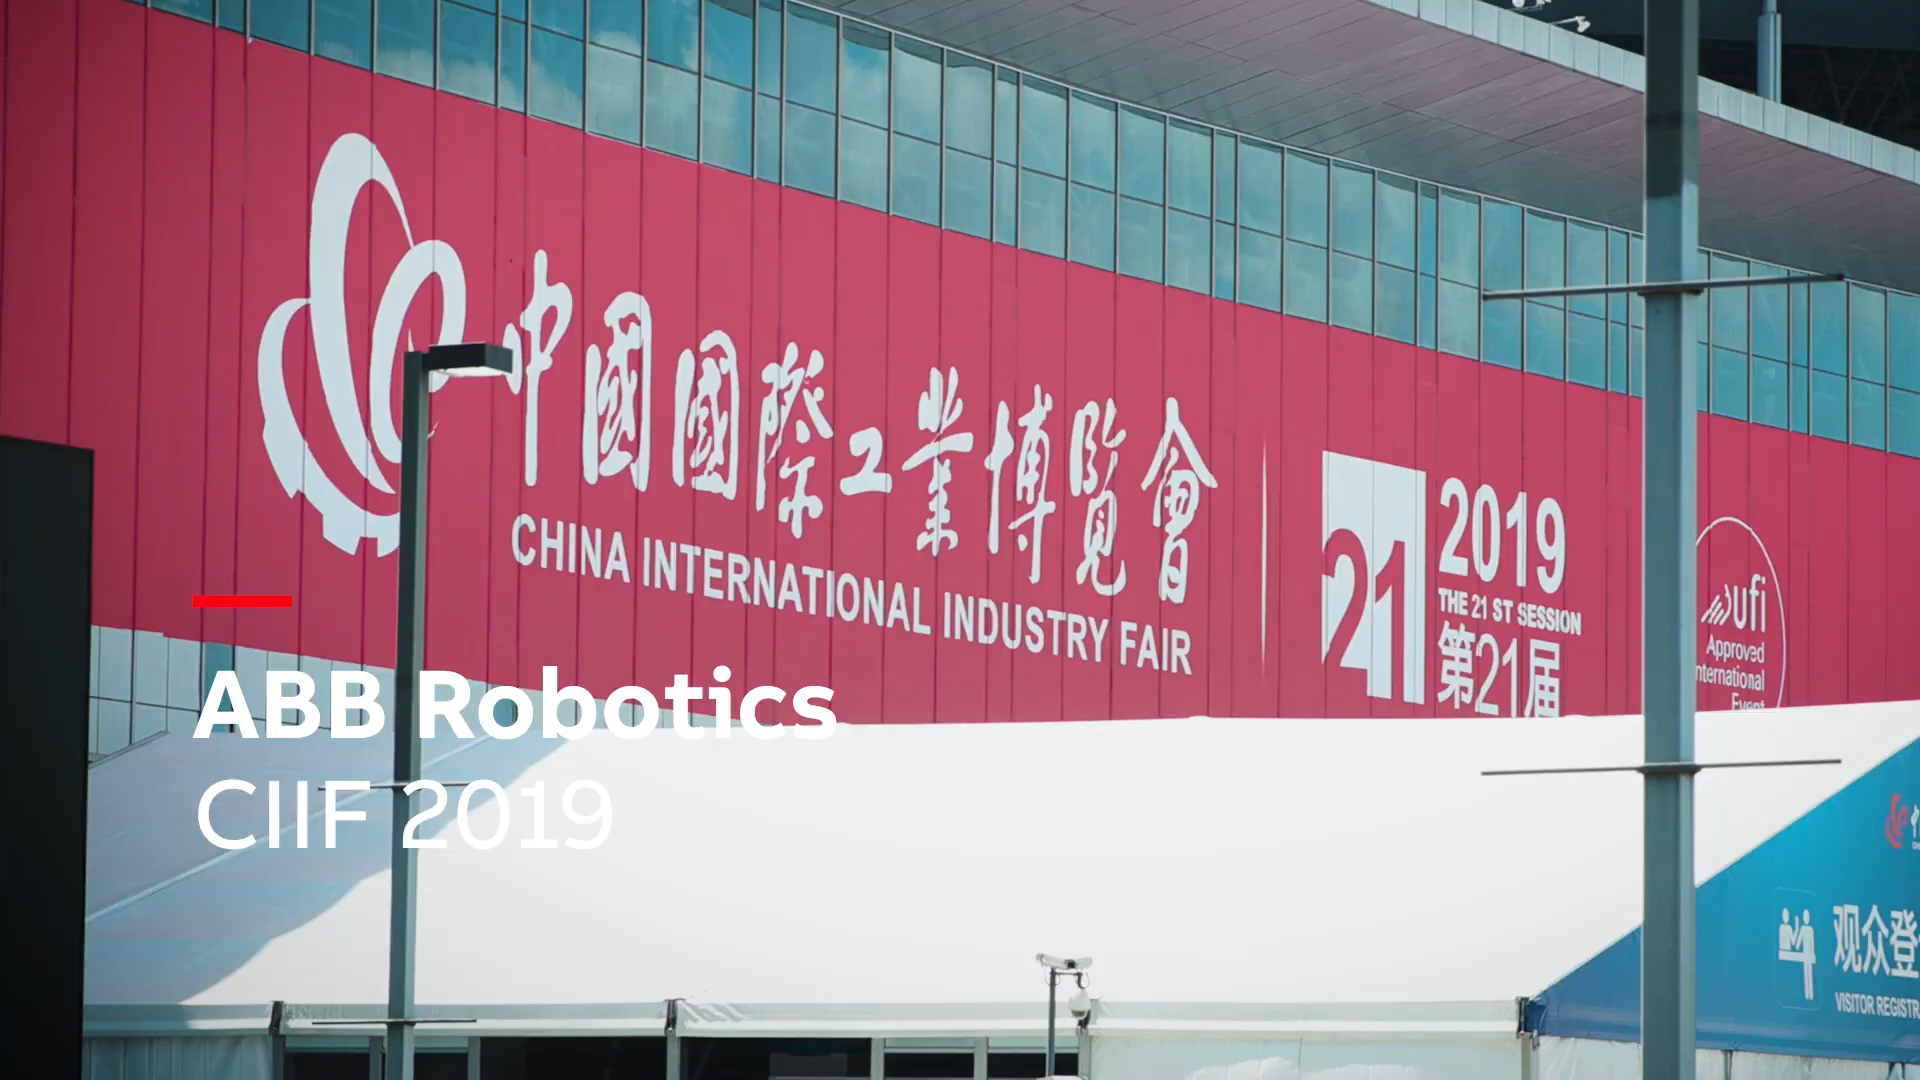 中國國際工業博覽會
CHINA INTERNATIONAL INDUSTRY FAIR
21
2019
THE 21 ST SESSION
第21届
ufi
Approved
International
Event
ABB Robotics
CIIF 2019
观众登
VISITOR